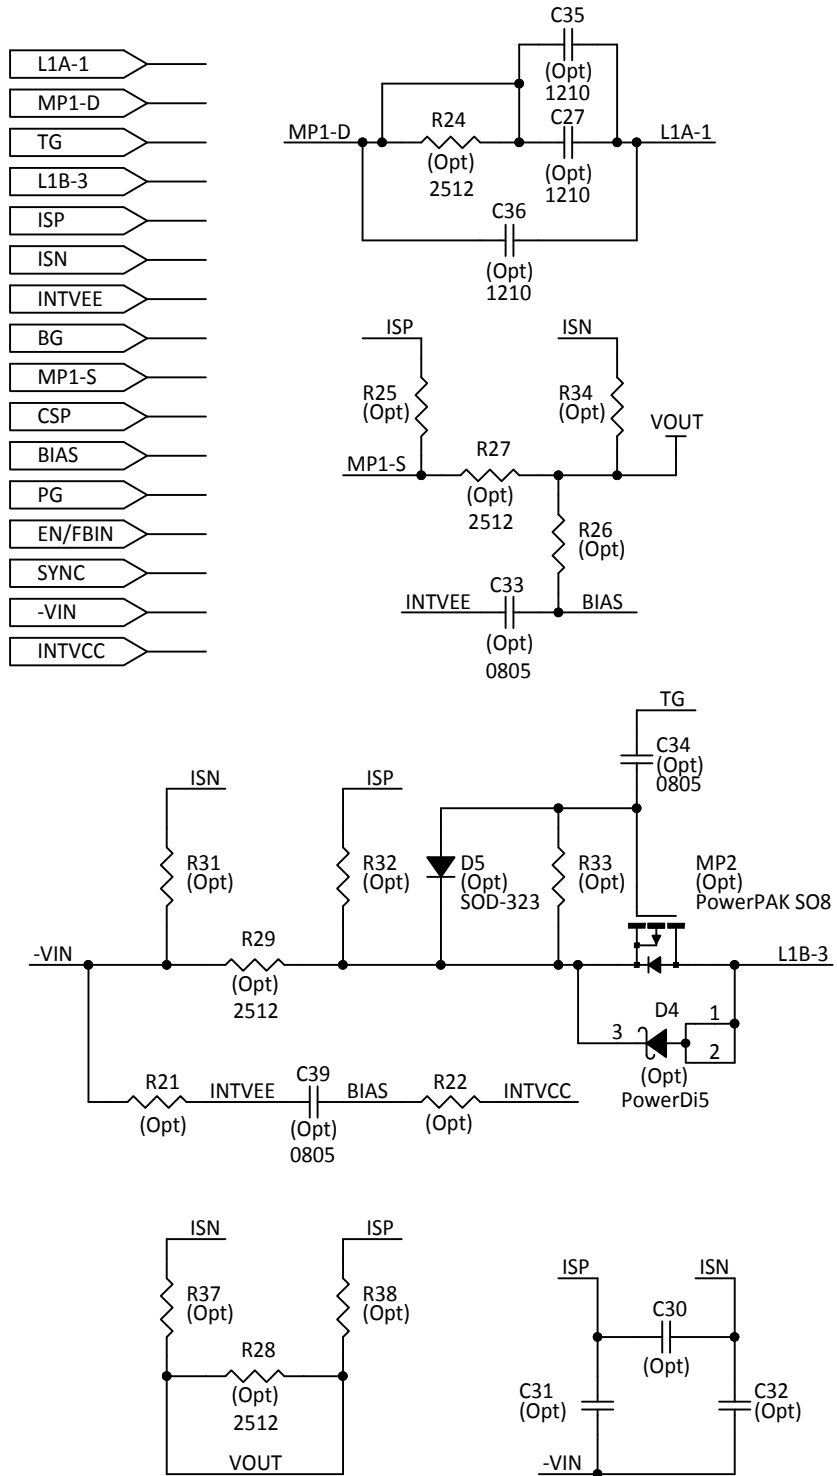 L1A-1
MP1-D
TG
L1B-3
ISP
ISN
INTVEE
BG
MP1-S
CSP
BIAS
PG
EN/FBIN
SYNC
-VIN
INTVCC
C35
(Opt)
1210
MP1-D
R24
(Opt)
2512
C27
(Opt)
1210
L1A-1
C36
(Opt)
1210
ISP
ISN
R25
(Opt)
R34
(Opt)
VOUT
MP1-S
R27
(Opt)
2512
R26
(Opt)
INTVEE
C33
(Opt)
0805
BIAS
TG
C34
(Opt)
0805
ISN
ISP
R31
(Opt)
R32
(Opt)
D5
(Opt)
SOD-323
R33
(Opt)
MP2
(Opt)
PowerPAK SO8
-VIN
R29
(Opt)
2512
L1B-3
D4
3
1
2
(Opt)
PowerDi5
R21
(Opt)
INTVEE
C39
(Opt)
0805
BIAS
R22
(Opt)
INTVCC
ISN
ISP
R37
(Opt)
R38
(Opt)
R28
(Opt)
2512
VOUT
ISP
ISN
C30
(Opt)
C31
(Opt)
C32
(Opt)
-VIN